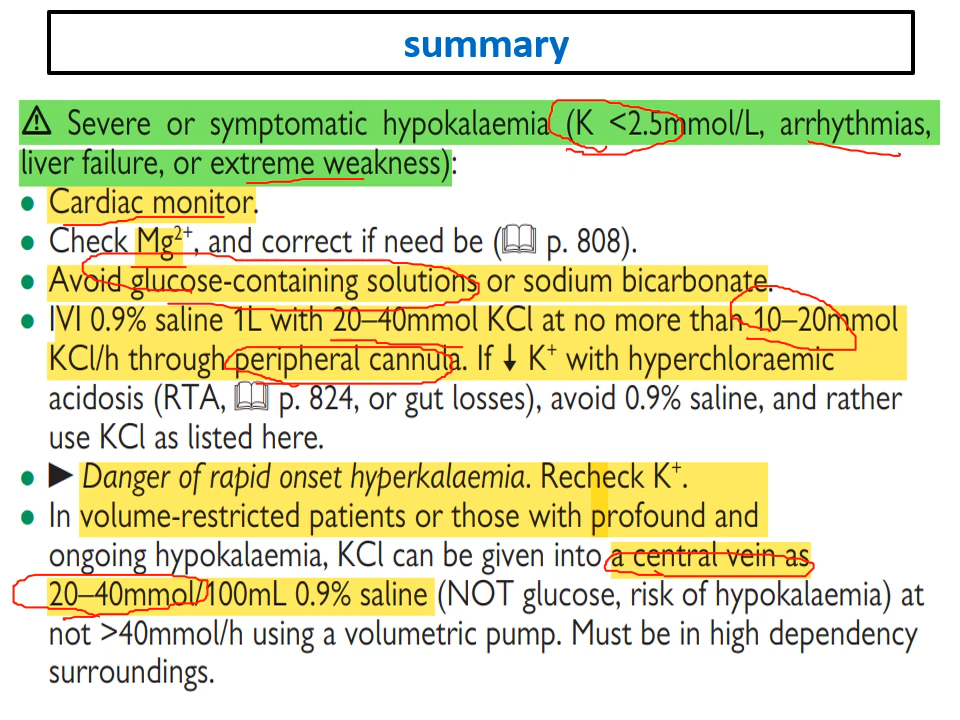 summary
⚠ Severe or symptomatic hypokalaemia (K <2.5mmol/L, arrhythmias,
liver failure, or extreme weakness):
• Cardiac monitor.
• Check Mg²⁺, and correct if need be (📖 p. 808).
• Avoid glucose-containing solutions or sodium bicarbonate.
• IVI 0.9% saline 1L with 20–40mmol KCl at no more than 10–20mmol
KCl/h through peripheral cannula. If ↓ K⁺ with hyperchloraemic
acidosis (RTA, 📖 p. 824, or gut losses), avoid 0.9% saline, and rather
use KCl as listed here.
• ▶ Danger of rapid onset hyperkalaemia. Recheck K⁺.
• In volume-restricted patients or those with profound and
ongoing hypokalaemia, KCl can be given into a central vein as
20–40mmol/100mL 0.9% saline (NOT glucose, risk of hypokalaemia) at
not >40mmol/h using a volumetric pump. Must be in high dependency
surroundings.